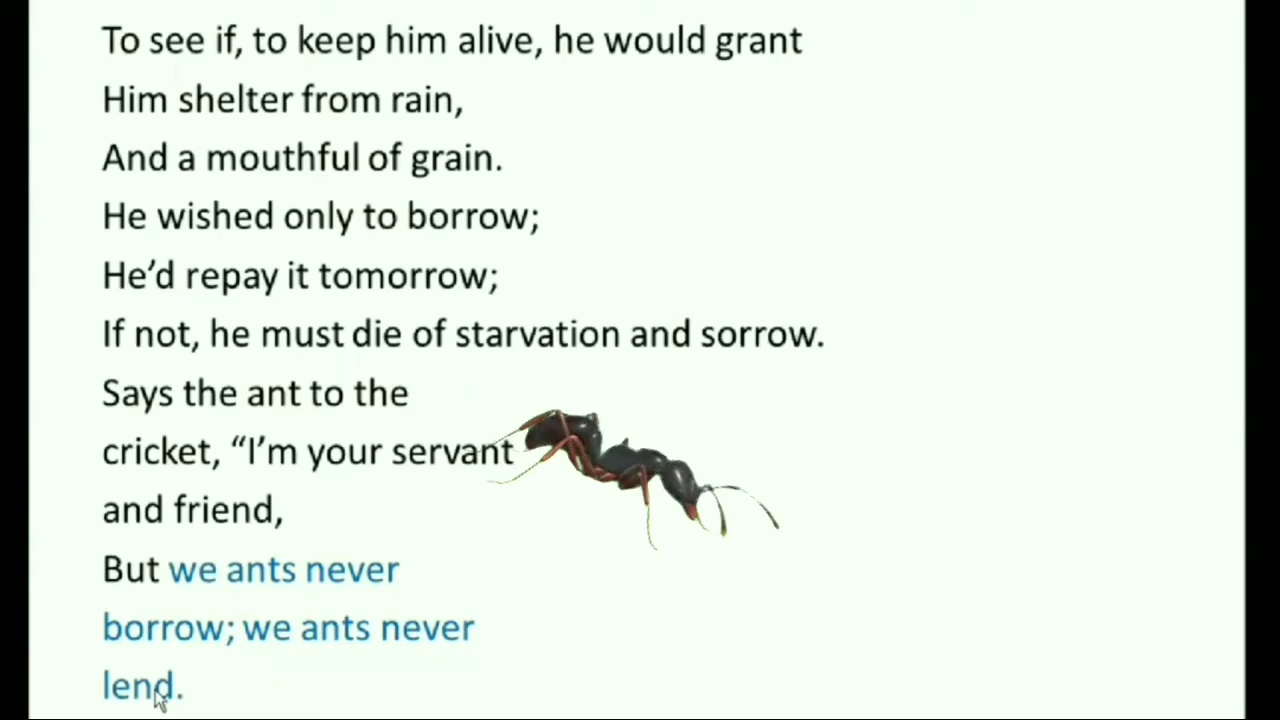 To see if, to keep him alive, he would grant
Him shelter from rain,
And a mouthful of grain.
He wished only to borrow;
He’d repay it tomorrow;
If not, he must die of starvation and sorrow.
Says the ant to the
cricket, “I’m your servant
and friend,
But we ants never
borrow; we ants never
lend.